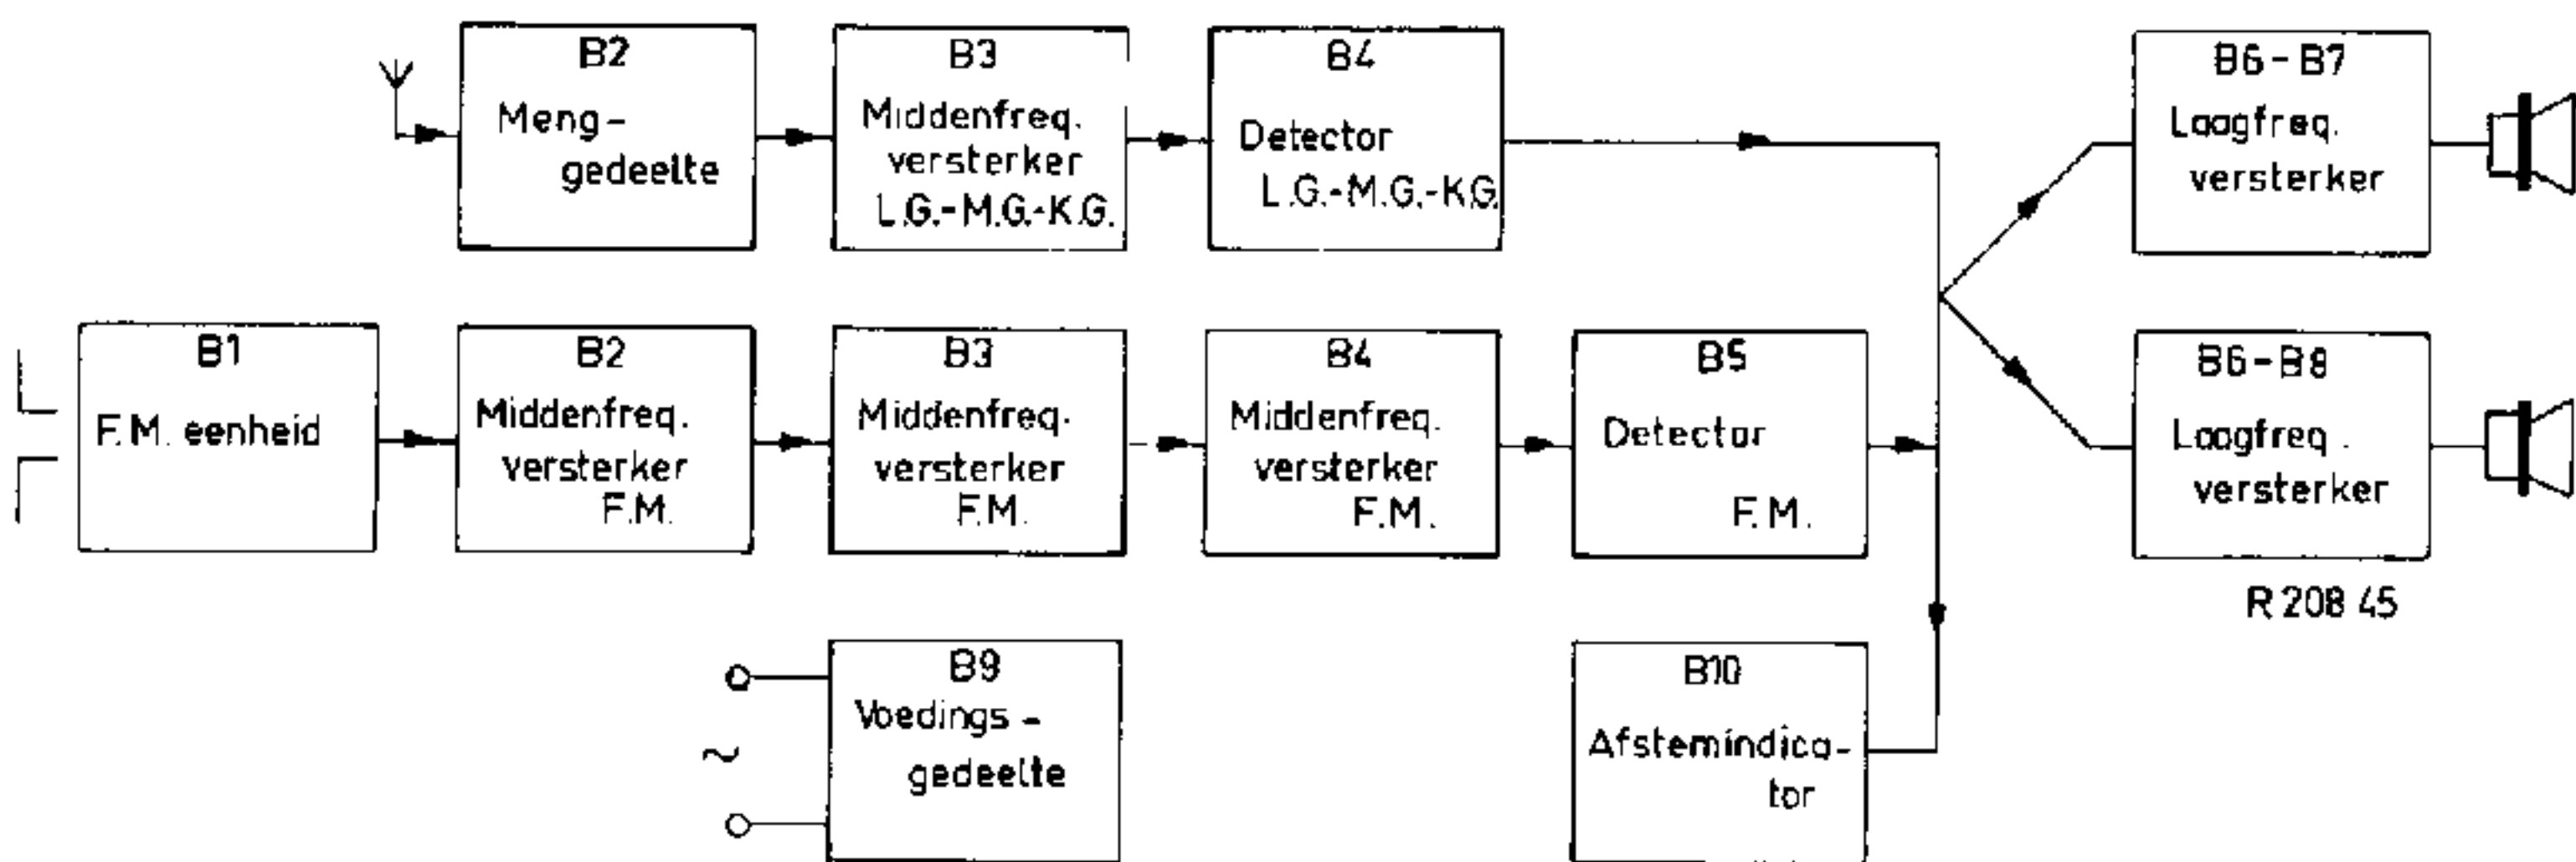 B2
Meng-
gedeelte
B3
Middenfreq.
versterker
L.G.-M.G.-K.G.
B4
Detector
L.G.-M.G.-K.G.
B6-B7
Laagfreq.
versterker
B1
F.M. eenheid
B2
Middenfreq.
versterker
F.M.
B3
Middenfreq.
versterker
F.M.
B4
Middenfreq.
versterker
F.M.
B5
Detector
F.M.
B6-B8
Laagfreq.
versterker
R 208 45
~
B9
Voedings-
gedeelte
B10
Afstemindica-
tor